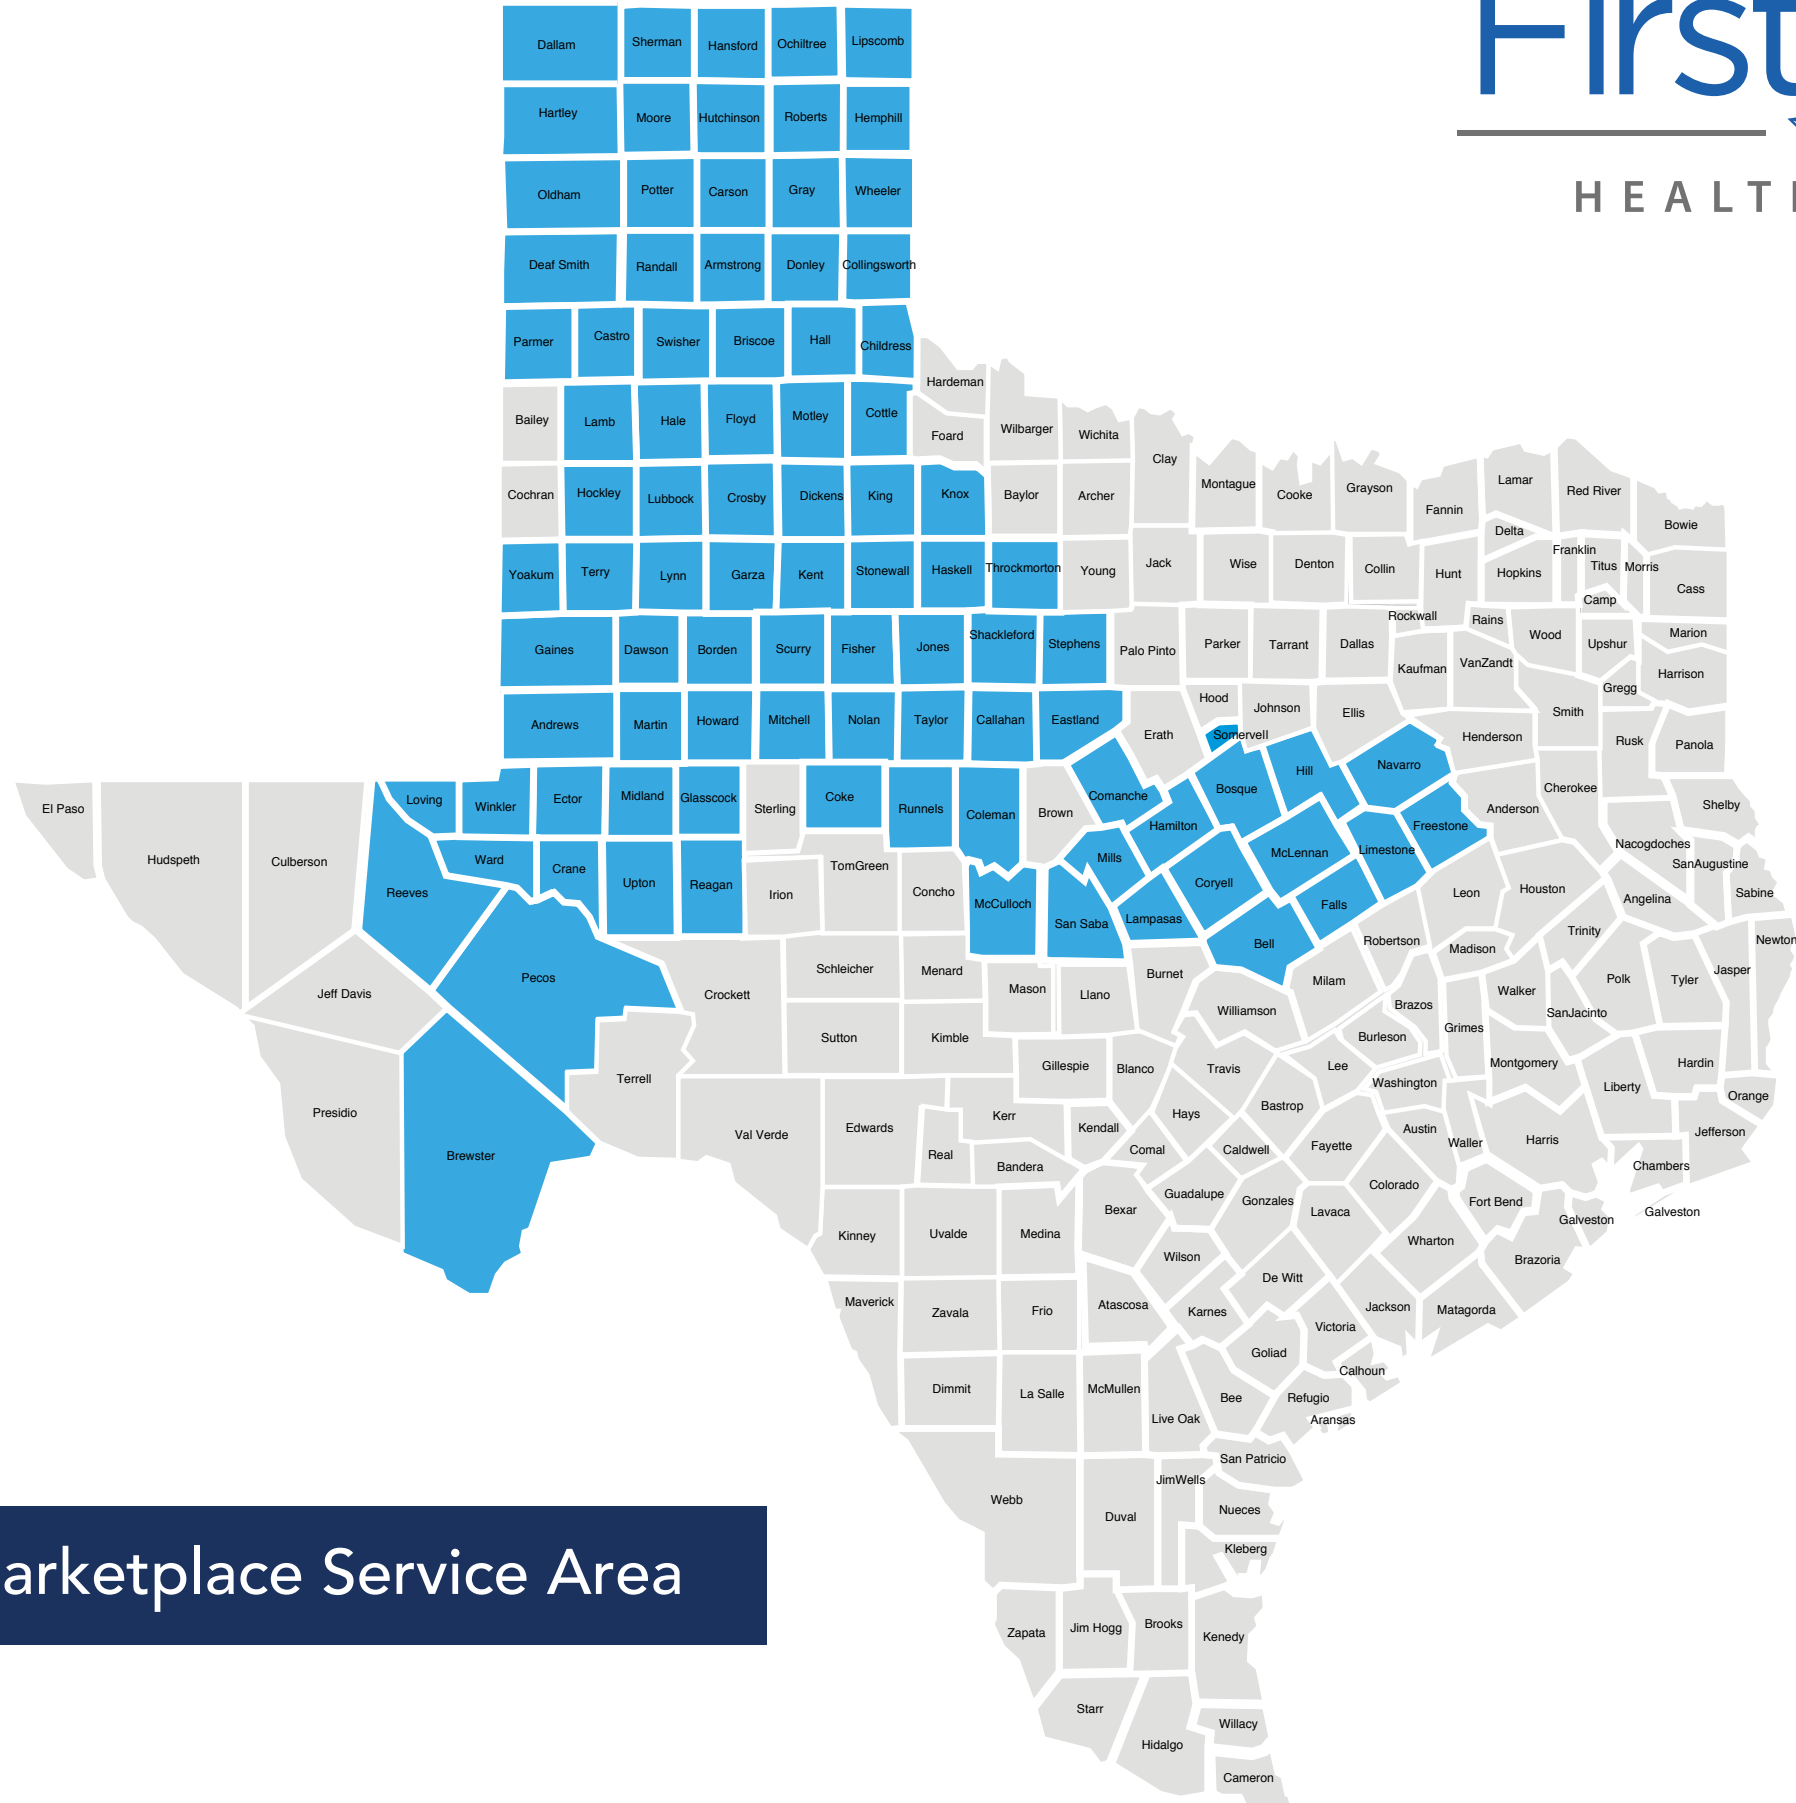 First
HEALTH
Dallam Sherman Hansford Ochiltree Lipscomb
Hartley Moore Hutchinson Roberts Hemphill
Oldham Potter Carson Gray Wheeler
Deaf Smith Randall Armstrong Donley Collingsworth
Parmer Castro Swisher Briscoe Hall Childress
Hardeman
Bailey Lamb Hale Floyd Motley Cottle Foard Wilbarger Wichita
Clay
Cochran Hockley Lubbock Crosby Dickens King Knox Baylor Archer Montague Cooke Grayson Fannin Lamar Red River
Delta Bowie
Yoakum Terry Lynn Garza Kent Stonewall Haskell Throckmorton Young Jack Wise Denton Collin Hunt Hopkins Franklin Titus Morris Cass
Camp
Rockwall Rains Wood Upshur Marion
Gaines Dawson Borden Scurry Fisher Jones Shackleford Stephens Palo Pinto Parker Tarrant Dallas Kaufman VanZandt Gregg Harrison
Andrews Martin Howard Mitchell Nolan Taylor Callahan Eastland Erath Hood Johnson Ellis Henderson Smith Rusk Panola
Somervell
El Paso Hudspeth Culberson Loving Winkler Ector Midland Glasscock Sterling Coke Runnels Coleman Brown Comanche Bosque Hill Navarro Anderson Cherokee Shelby
Hamilton Freestone
Reeves Ward Crane Upton Reagan Irion TomGreen Concho McCulloch Mills Coryell McLennan Limestone Leon Houston Nacogdoches SanAugustine Sabine
San Saba Lampasas Bell Falls Robertson Madison Trinity Angelina Newton
Jeff Davis Pecos Crockett Schleicher Menard Mason Llano Burnet Williamson Milam Brazos Walker SanJacinto Polk Tyler Jasper
Sutton Kimble Gillespie Blanco Travis Lee Burleson Grimes Montgomery Liberty Hardin
Presidio Brewster Terrell Val Verde Edwards Kerr Kendall Hays Bastrop Washington Orange
Real Bandera Comal Caldwell Fayette Austin Waller Harris Jefferson
Chambers
Kinney Uvalde Medina Bexar Guadalupe Gonzales Lavaca Colorado Fort Bend Galveston Galveston
Wilson Wharton Brazoria
Maverick Zavala Frio Atascosa Karnes De Witt Victoria Jackson Matagorda
Goliad Calhoun
Dimmit La Salle McMullen Live Oak Bee Refugio
Aransas
San Patricio
Webb Duval JimWells Nueces
Kleberg
arketplace Service Area
Zapata Jim Hogg Brooks Kenedy
Starr Hidalgo Willacy
Cameron